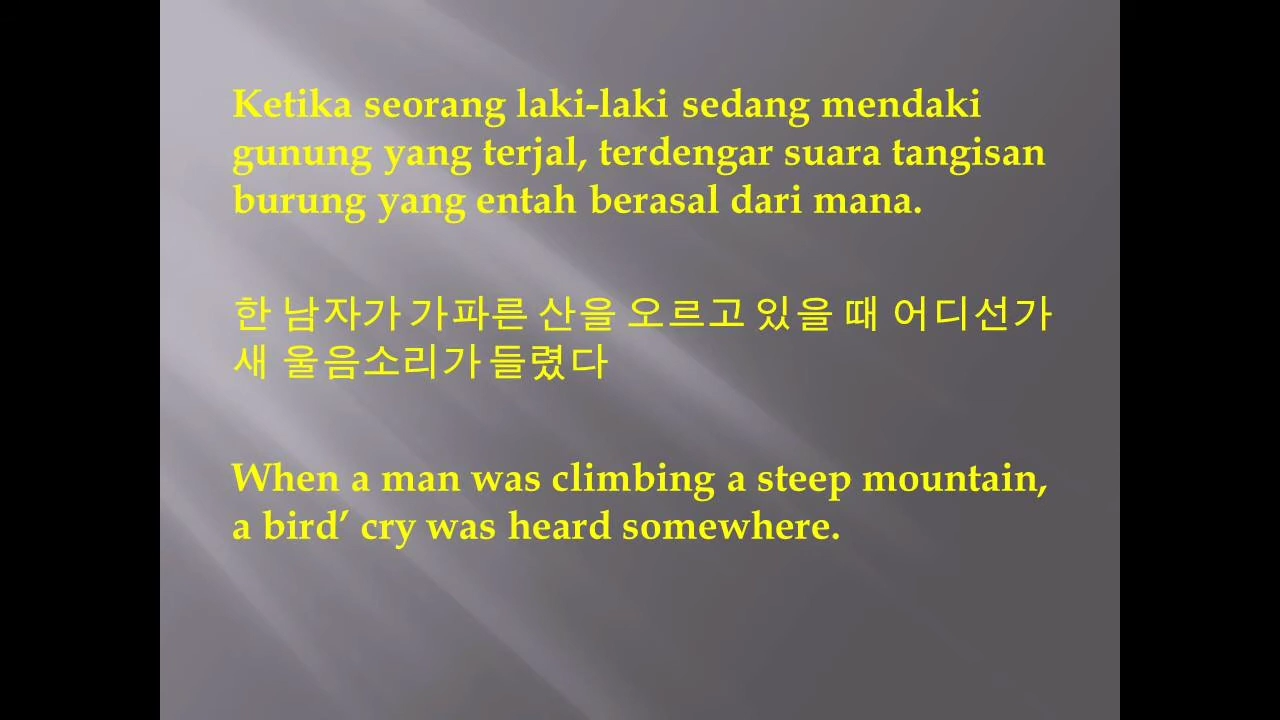 Ketika seorang laki-laki sedang mendaki
gunung yang terjal, terdengar suara tangisan
burung yang entah berasal dari mana.
한 남자가 가파른 산을 오르고 있을 때 어디선가
새 울음소리가 들렸다
When a man was climbing a steep mountain,
a bird’ cry was heard somewhere.